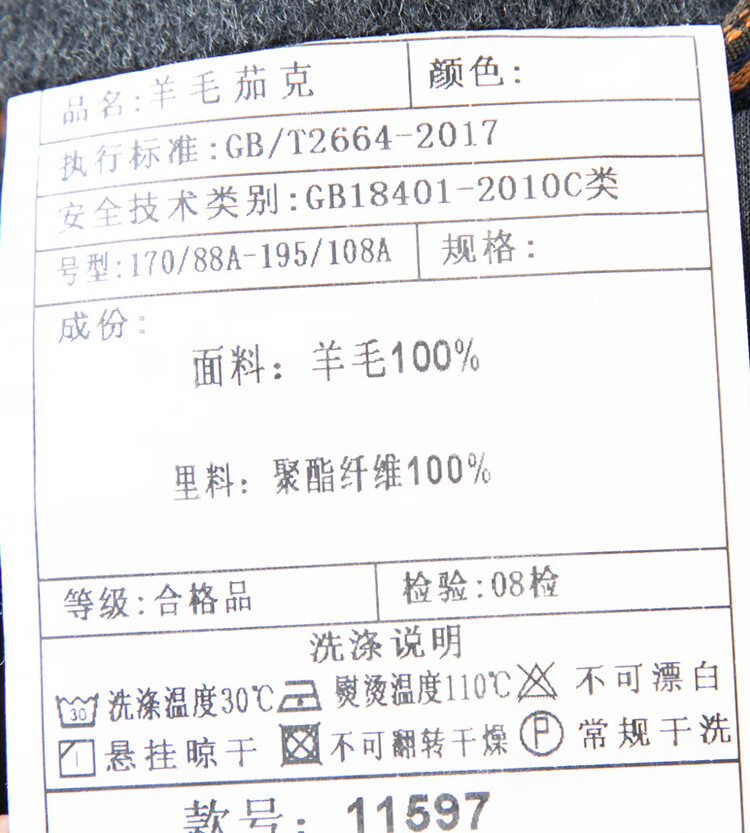 品名:羊毛茄克 颜色:
执行标准:GB/T2664-2017
安全技术类别:GB18401-2010C类
号型:170/88A-195/108A 规格:
成份:
面料: 羊毛100%
里料: 聚酯纤维100%
等级:合格品 检验:08检
洗涤说明
30 洗涤温度30℃ 熨烫温度110℃ 不可漂白
悬挂晾干 不可翻转干燥 P 常规干洗
款号: 11597